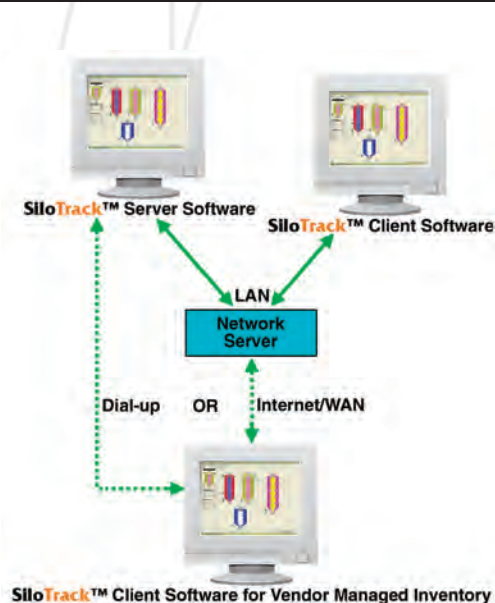 SiloTrack™ Server Software
SiloTrack™ Client Software
LAN
Network
Server
Dial-up OR Internet/WAN
SiloTrack™ Client Software for Vendor Managed Inventory